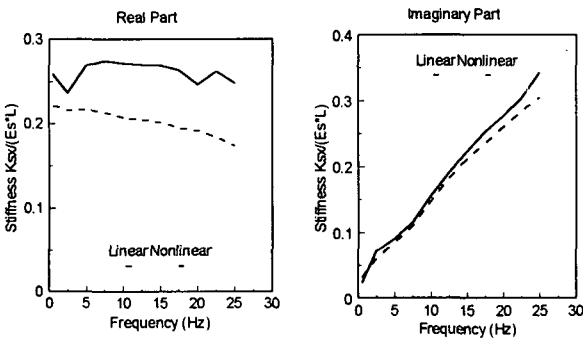 Real Part
0.3
0.2
0.1
0
Stiffness Ksx/(Es*L)
Linear Nonlinear
0 5 10 15 20 25 30
Frequency (Hz)
Imaginary Part
0.4
0.3
0.2
0.1
0
Stiffness Ksx/(Es*L)
Linear Nonlinear
0 5 10 15 20 25 30
Frequency (Hz)